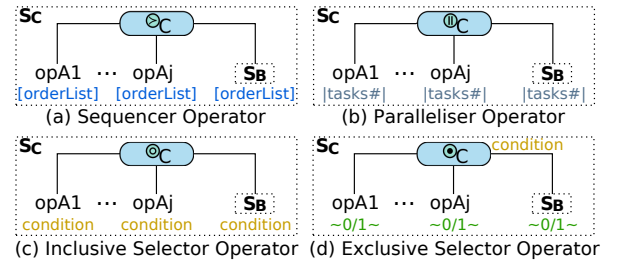 Sc C
opA1 ... opAj SB
[orderList] [orderList] [orderList]
(a) Sequencer Operator
Sc C
opA1 ... opAj SB
|tasks#| |tasks#| |tasks#|
(b) Paralleliser Operator
Sc C
opA1 ... opAj SB
condition condition condition
(c) Inclusive Selector Operator
Sc C condition
opA1 ... opAj SB
~0/1~ ~0/1~ ~0/1~
(d) Exclusive Selector Operator